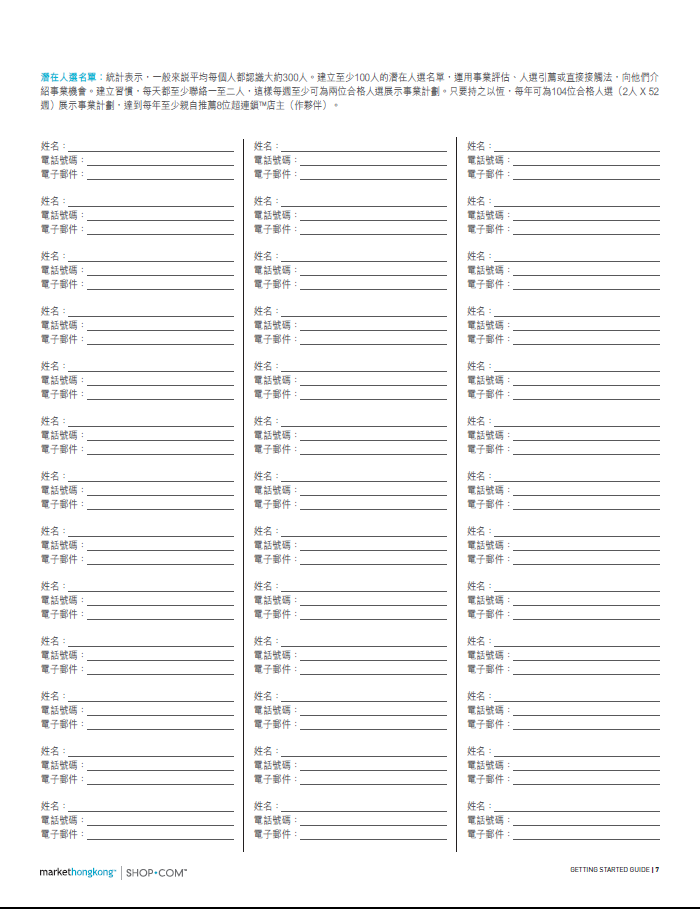 潛在人選名單：統計表示，一般來說平均每個人都認識大約300人。建立至少100人的潛在人選名單，運用事業評估、人選引薦或直接接觸法，向他們介
紹事業機會。建立習慣，每天都至少聯絡一至二人，這樣每週至少可為兩位合格人選展示事業計劃。只要持之以恆，每年可為104位合格人選（2人 X 52
週）展示事業計劃，達到每年至少親自推薦8位超連鎖™店主（作夥伴）。
姓名：
電話號碼：
電子郵件：
姓名：
電話號碼：
電子郵件：
姓名：
電話號碼：
電子郵件：
姓名：
電話號碼：
電子郵件：
姓名：
電話號碼：
電子郵件：
姓名：
電話號碼：
電子郵件：
姓名：
電話號碼：
電子郵件：
姓名：
電話號碼：
電子郵件：
姓名：
電話號碼：
電子郵件：
姓名：
電話號碼：
電子郵件：
姓名：
電話號碼：
電子郵件：
姓名：
電話號碼：
電子郵件：
姓名：
電話號碼：
電子郵件：
姓名：
電話號碼：
電子郵件：
姓名：
電話號碼：
電子郵件：
姓名：
電話號碼：
電子郵件：
姓名：
電話號碼：
電子郵件：
姓名：
電話號碼：
電子郵件：
姓名：
電話號碼：
電子郵件：
姓名：
電話號碼：
電子郵件：
姓名：
電話號碼：
電子郵件：
姓名：
電話號碼：
電子郵件：
姓名：
電話號碼：
電子郵件：
姓名：
電話號碼：
電子郵件：
姓名：
電話號碼：
電子郵件：
姓名：
電話號碼：
電子郵件：
姓名：
電話號碼：
電子郵件：
姓名：
電話號碼：
電子郵件：
姓名：
電話號碼：
電子郵件：
姓名：
電話號碼：
電子郵件：
姓名：
電話號碼：
電子郵件：
姓名：
電話號碼：
電子郵件：
姓名：
電話號碼：
電子郵件：
姓名：
電話號碼：
電子郵件：
姓名：
電話號碼：
電子郵件：
姓名：
電話號碼：
電子郵件：
姓名：
電話號碼：
電子郵件：
姓名：
電話號碼：
電子郵件：
姓名：
電話號碼：
電子郵件：
markethongkong™ | SHOP•COM™
GETTING STARTED GUIDE | 7